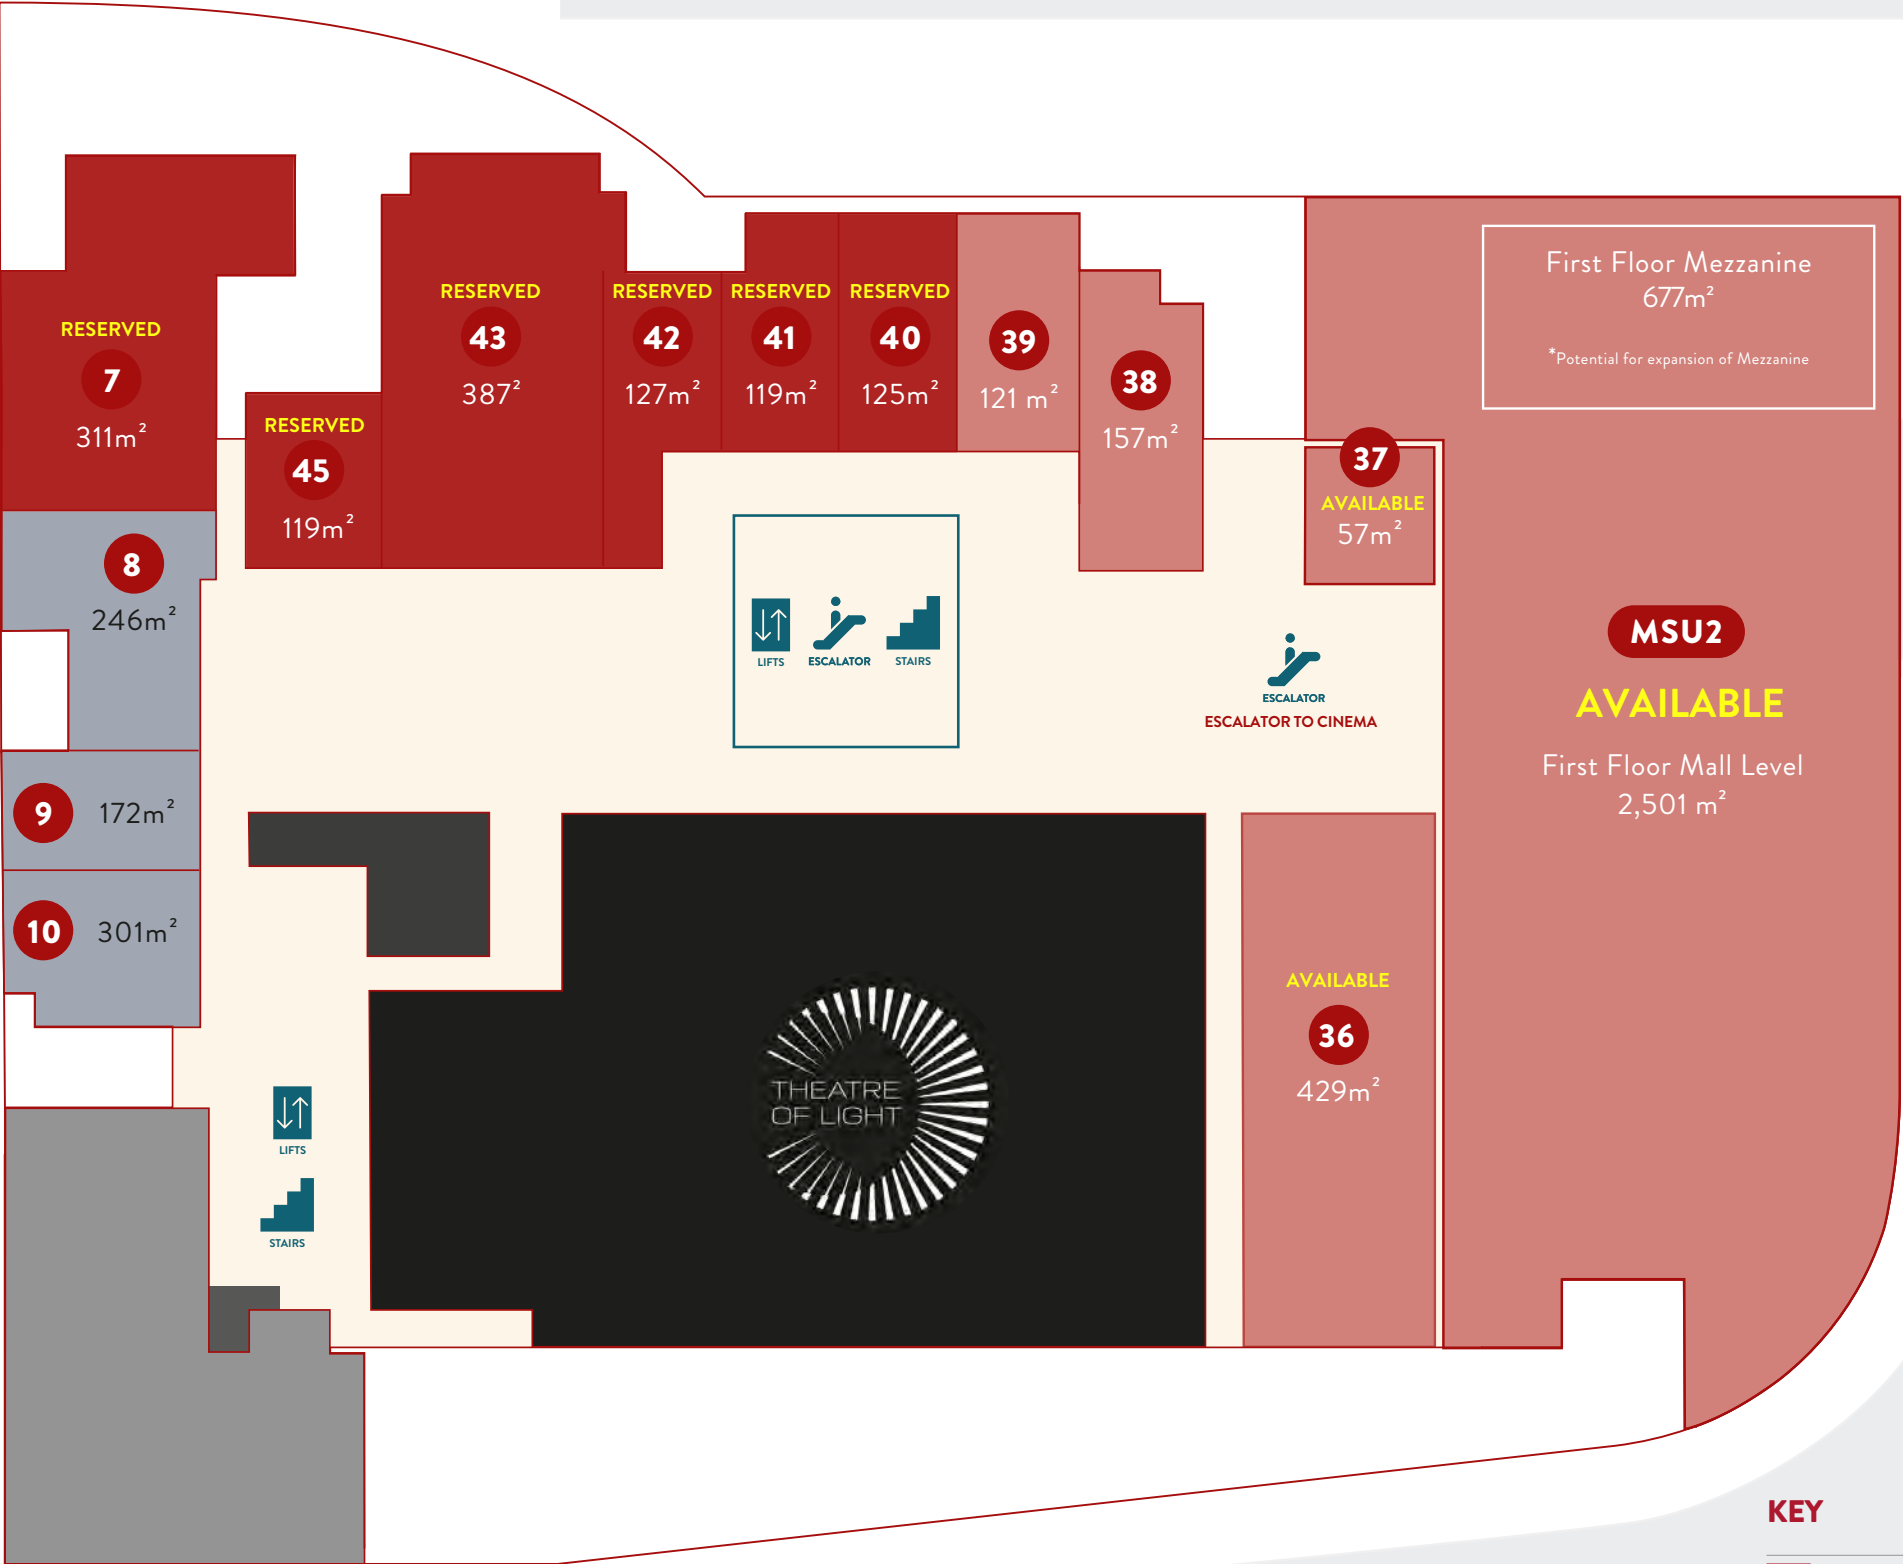 First Floor Mezzanine
677m²
*Potential for expansion of Mezzanine
RESERVED
7
311m²
RESERVED
45
119m²
RESERVED
43
387²
RESERVED
42
127m²
RESERVED
41
119m²
RESERVED
40
125m²
39
121 m²
38
157m²
37
AVAILABLE
57m²
8
246m²
9
172m²
10
301m²
LIFTS
ESCALATOR
STAIRS
ESCALATOR
ESCALATOR TO CINEMA
MSU2
AVAILABLE
First Floor Mall Level
2,501 m²
AVAILABLE
36
429m²
THEATRE
OF LIGHT
LIFTS
STAIRS
KEY